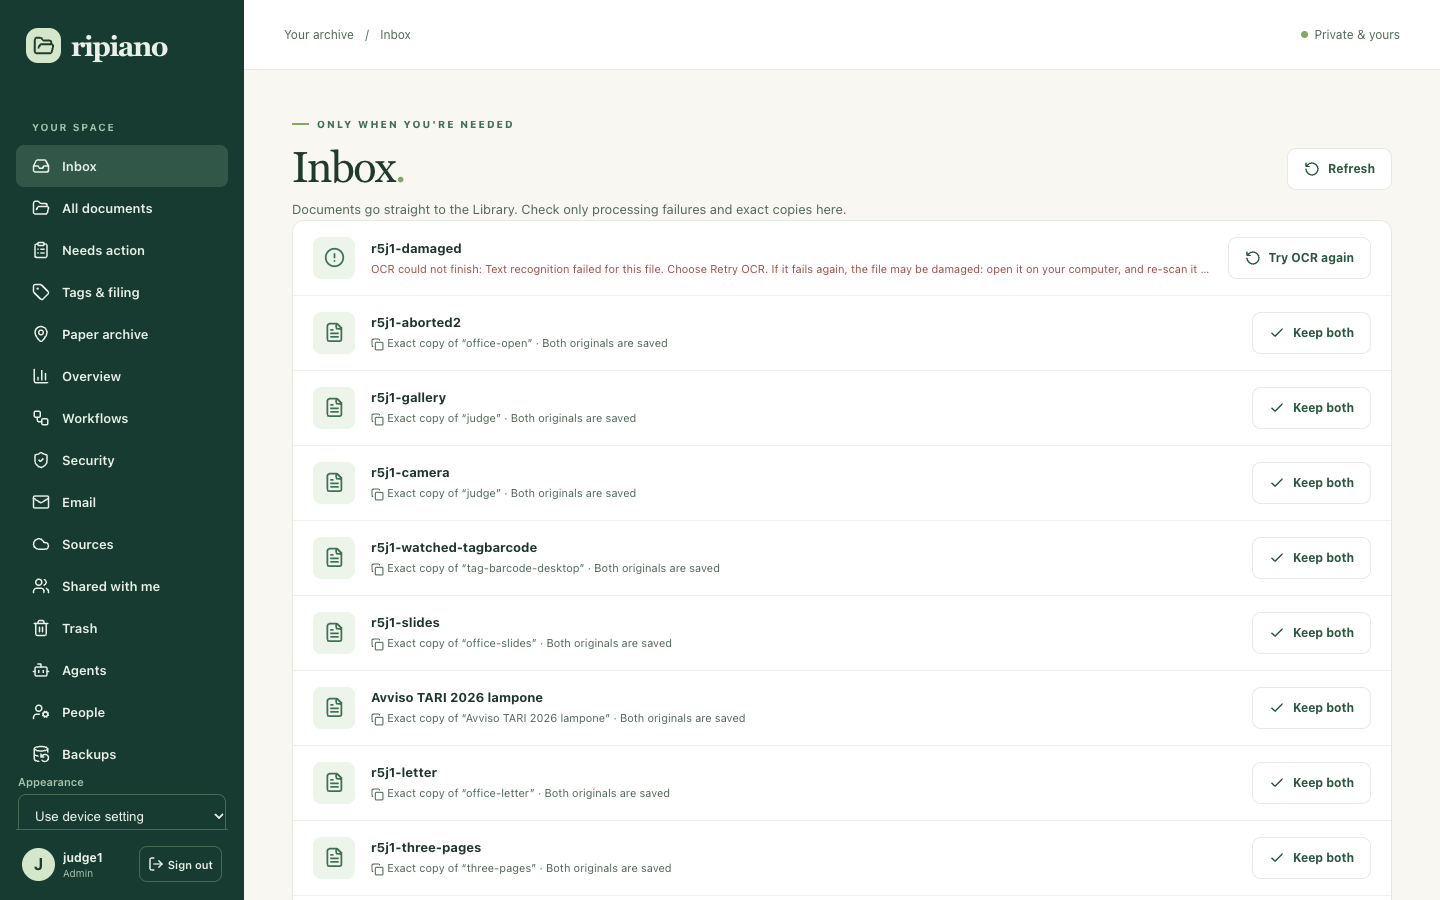 ripiano
YOUR SPACE
Inbox
All documents
Needs action
Tags & filing
Paper archive
Overview
Workflows
Security
Email
Sources
Shared with me
Trash
Agents
People
Backups
Appearance
Use device setting
J
judge1
Admin
Sign out
Your archive / Inbox
Private & yours
ONLY WHEN YOU'RE NEEDED
Inbox.
Refresh
Documents go straight to the Library. Check only processing failures and exact copies here.
r5j1-damaged
OCR could not finish: Text recognition failed for this file. Choose Retry OCR. If it fails again, the file may be damaged: open it on your computer, and re-scan it ...
Try OCR again
r5j1-aborted2
Exact copy of “office-open” · Both originals are saved
Keep both
r5j1-gallery
Exact copy of “judge” · Both originals are saved
Keep both
r5j1-camera
Exact copy of “judge” · Both originals are saved
Keep both
r5j1-watched-tagbarcode
Exact copy of “tag-barcode-desktop” · Both originals are saved
Keep both
r5j1-slides
Exact copy of “office-slides” · Both originals are saved
Keep both
Avviso TARI 2026 lampone
Exact copy of “Avviso TARI 2026 lampone” · Both originals are saved
Keep both
r5j1-letter
Exact copy of “office-letter” · Both originals are saved
Keep both
r5j1-three-pages
Exact copy of “three-pages” · Both originals are saved
Keep both